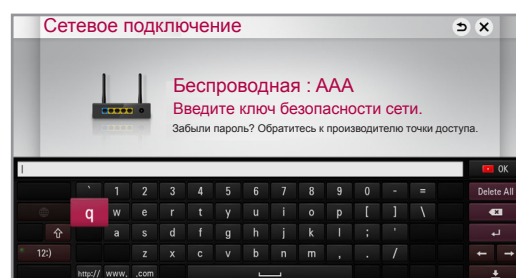 Сетевое подключение
Беспроводная : AAA
Введите ключ безопасности сети.
Забыли пароль? Обратитесь к производителю точки доступа.
OK
` 1 2 3 4 5 6 7 8 9 0 - = Delete All
q w e r t y u i o p [ ] \
a s d f g h j k l ; '
12:) z x c v b n m , . /
http:// www, .com